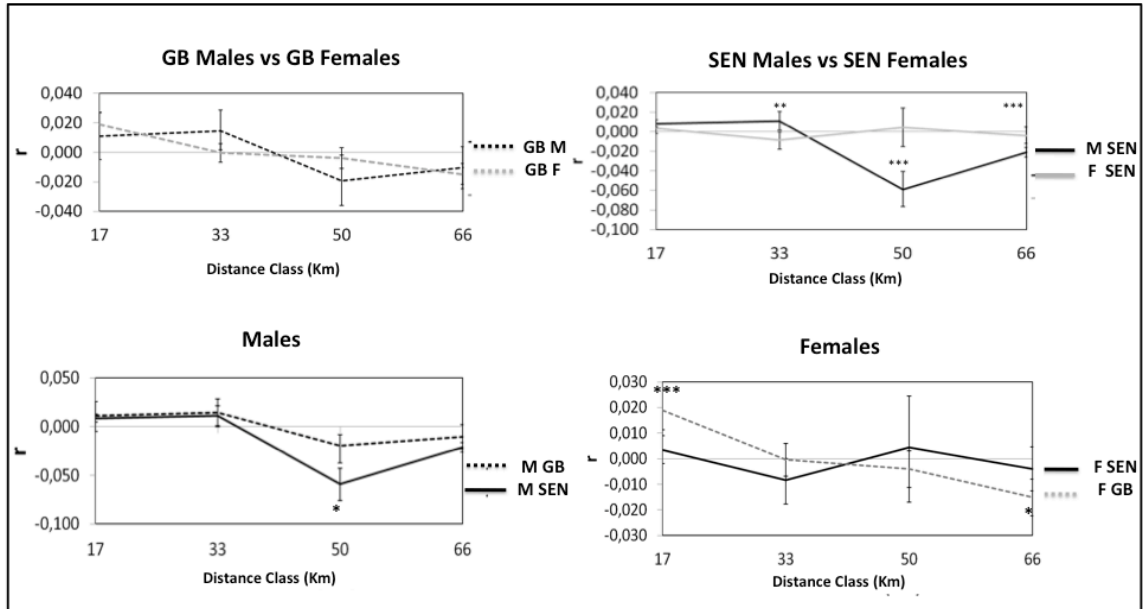 GB Males vs GB Females
0,040
0,020
0,000
-0,020
-0,040
r
17 33 50 66
Distance Class (Km)
GB M
GB F
SEN Males vs SEN Females
0,040
0,020
0,000
-0,020
-0,040
-0,060
-0,080
-0,100
r
** *** ***
17 33 50 66
Distance Class (Km)
M SEN
F SEN
Males
0,050
0,000
-0,050
-0,100
r
*
17 33 50 66
Distance Class (Km)
M GB
M SEN
Females
0,030
0,020
0,010
0,000
-0,010
-0,020
-0,030
r
***
*
17 33 50 66
Distance Class (Km)
F SEN
F GB